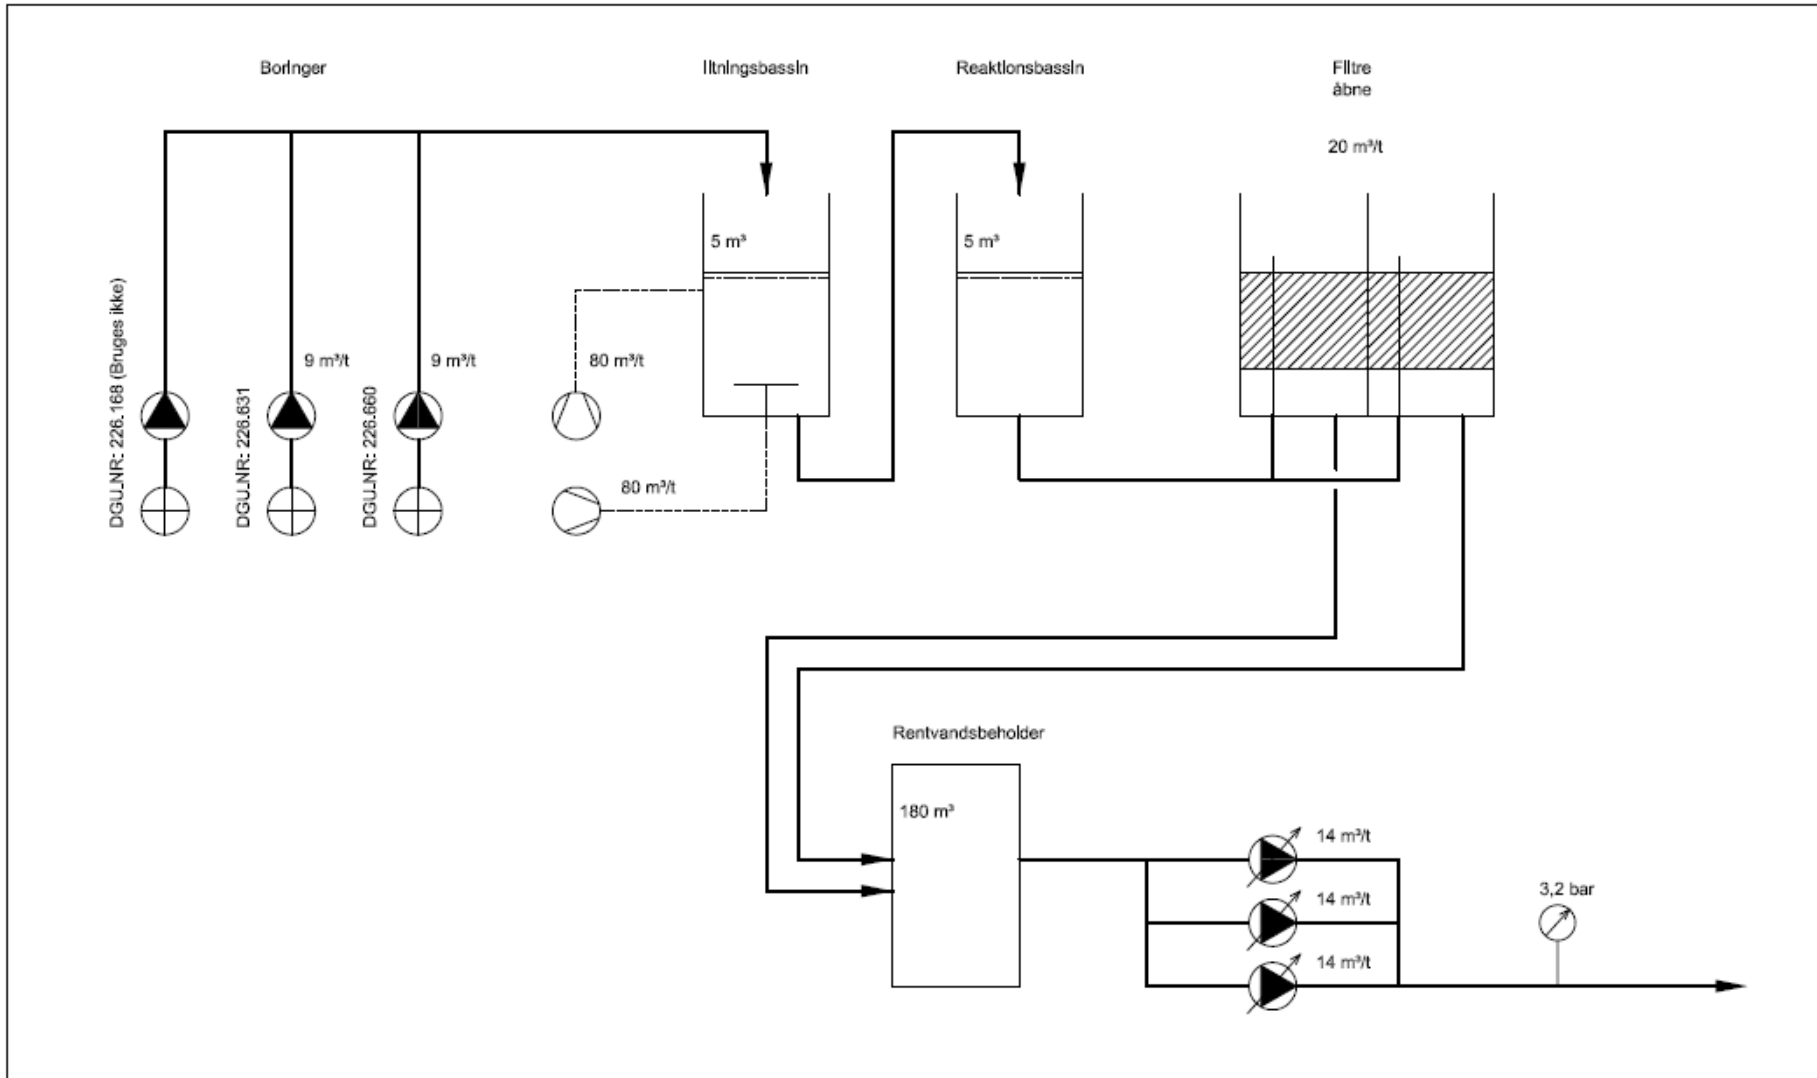 Boringer
Iltningsbassin
Reaktionsbassin
Filtre
åbne
20 m³/t
5 m³
5 m³
DGU.NR: 226.168 (Bruges ikke)
DGU.NR: 226.631
9 m³/t
DGU.NR: 226.660
9 m³/t
80 m³/t
80 m³/t
Rentvandsbeholder
180 m³
14 m³/t
14 m³/t
14 m³/t
3,2 bar